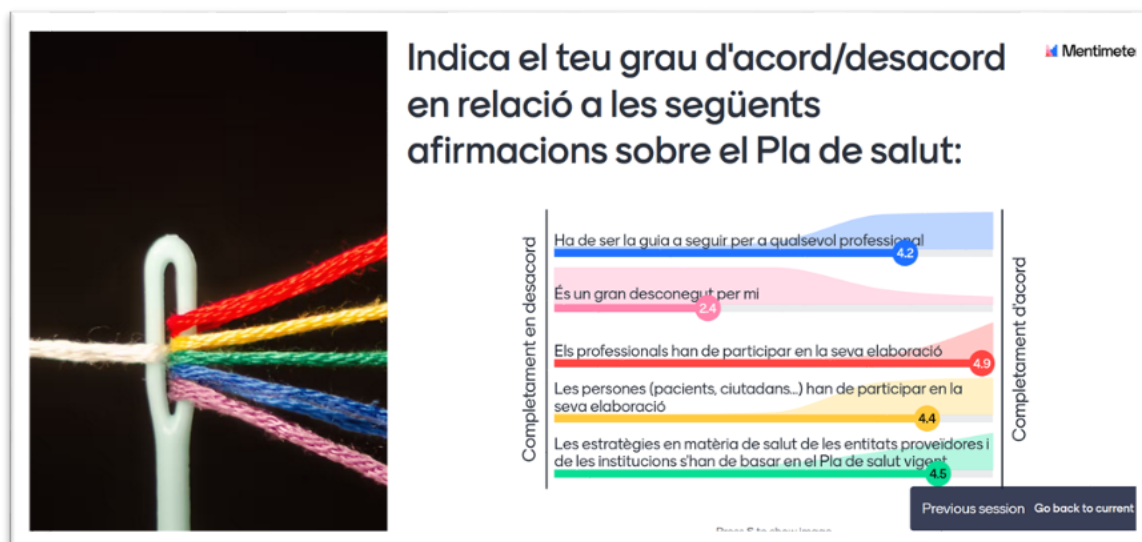 Indica el teu grau d'acord/desacord
en relació a les següents
afirmacions sobre el Pla de salut:
Mentimete
Completament en desacord
Ha de ser la guia a seguir per a qualsevol professional
4.2
És un gran desconegut per mi
2.4
Els professionals han de participar en la seva elaboració
4.9
Les persones (pacients, ciutadans...) han de participar en la
seva elaboració
4.4
Les estratègies en matèria de salut de les entitats proveïdores i
de les institucions s'han de basar en el Pla de salut vigent
4.5
Completament d'acord
Previous session Go back to current